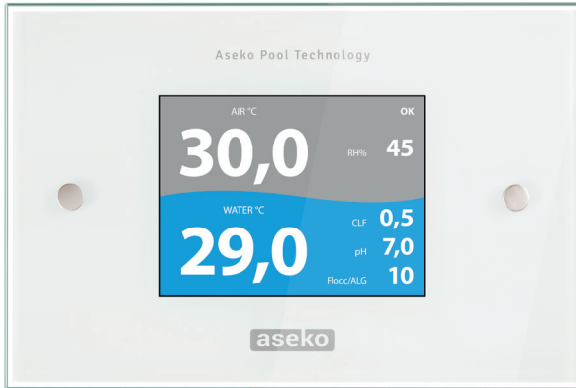 Aseko Pool Technology
AIR °C
OK
30,0
RH% 45
WATER °C
29,0
CLF 0,5
pH 7,0
Flocc/ALG 10
aseko